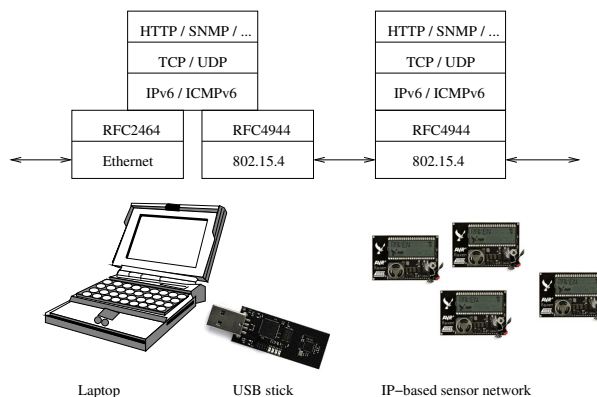 HTTP / SNMP / ...
TCP / UDP
IPv6 / ICMPv6
RFC2464
RFC4944
Ethernet
802.15.4
HTTP / SNMP / ...
TCP / UDP
IPv6 / ICMPv6
RFC4944
802.15.4
Laptop
USB stick
IP−based sensor network